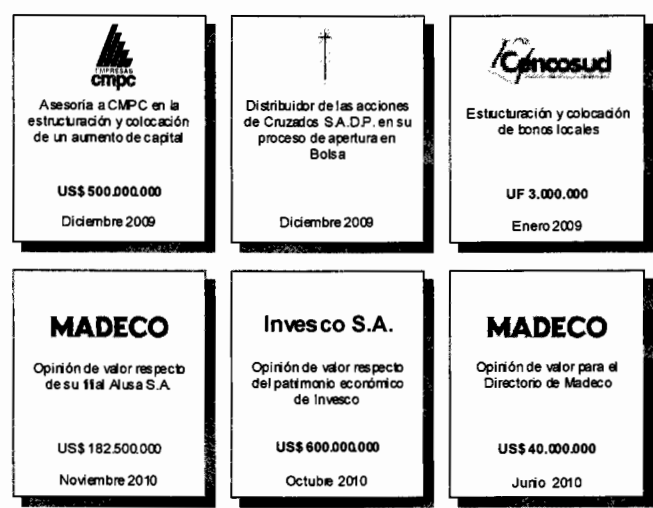 EMPRESAS
cmpc
Asesoría a CMPC en la
estructuración y colocación
de un aumento de capital
US$ 500.000.000
Diciembre 2009
Distribuidor de las acciones
de Cruzados S.A.D.P. en su
proceso de apertura en
Bolsa
Diciembre 2009
Cencosud
Estucturación y colocación
de bonos locales
UF 3.000.000
Enero 2009
MADECO
Opinión de valor respecto
de su filial Alusa S.A
US$ 182.500.000
Noviembre 2010
Invesco S.A.
Opinión de valor respecto
del patrimonio económico
de Invesco
US$ 600.000.000
Octubre 2010
MADECO
Opinión de valor para el
Directorio de Madeco
US$ 40.000.000
Junio 2010